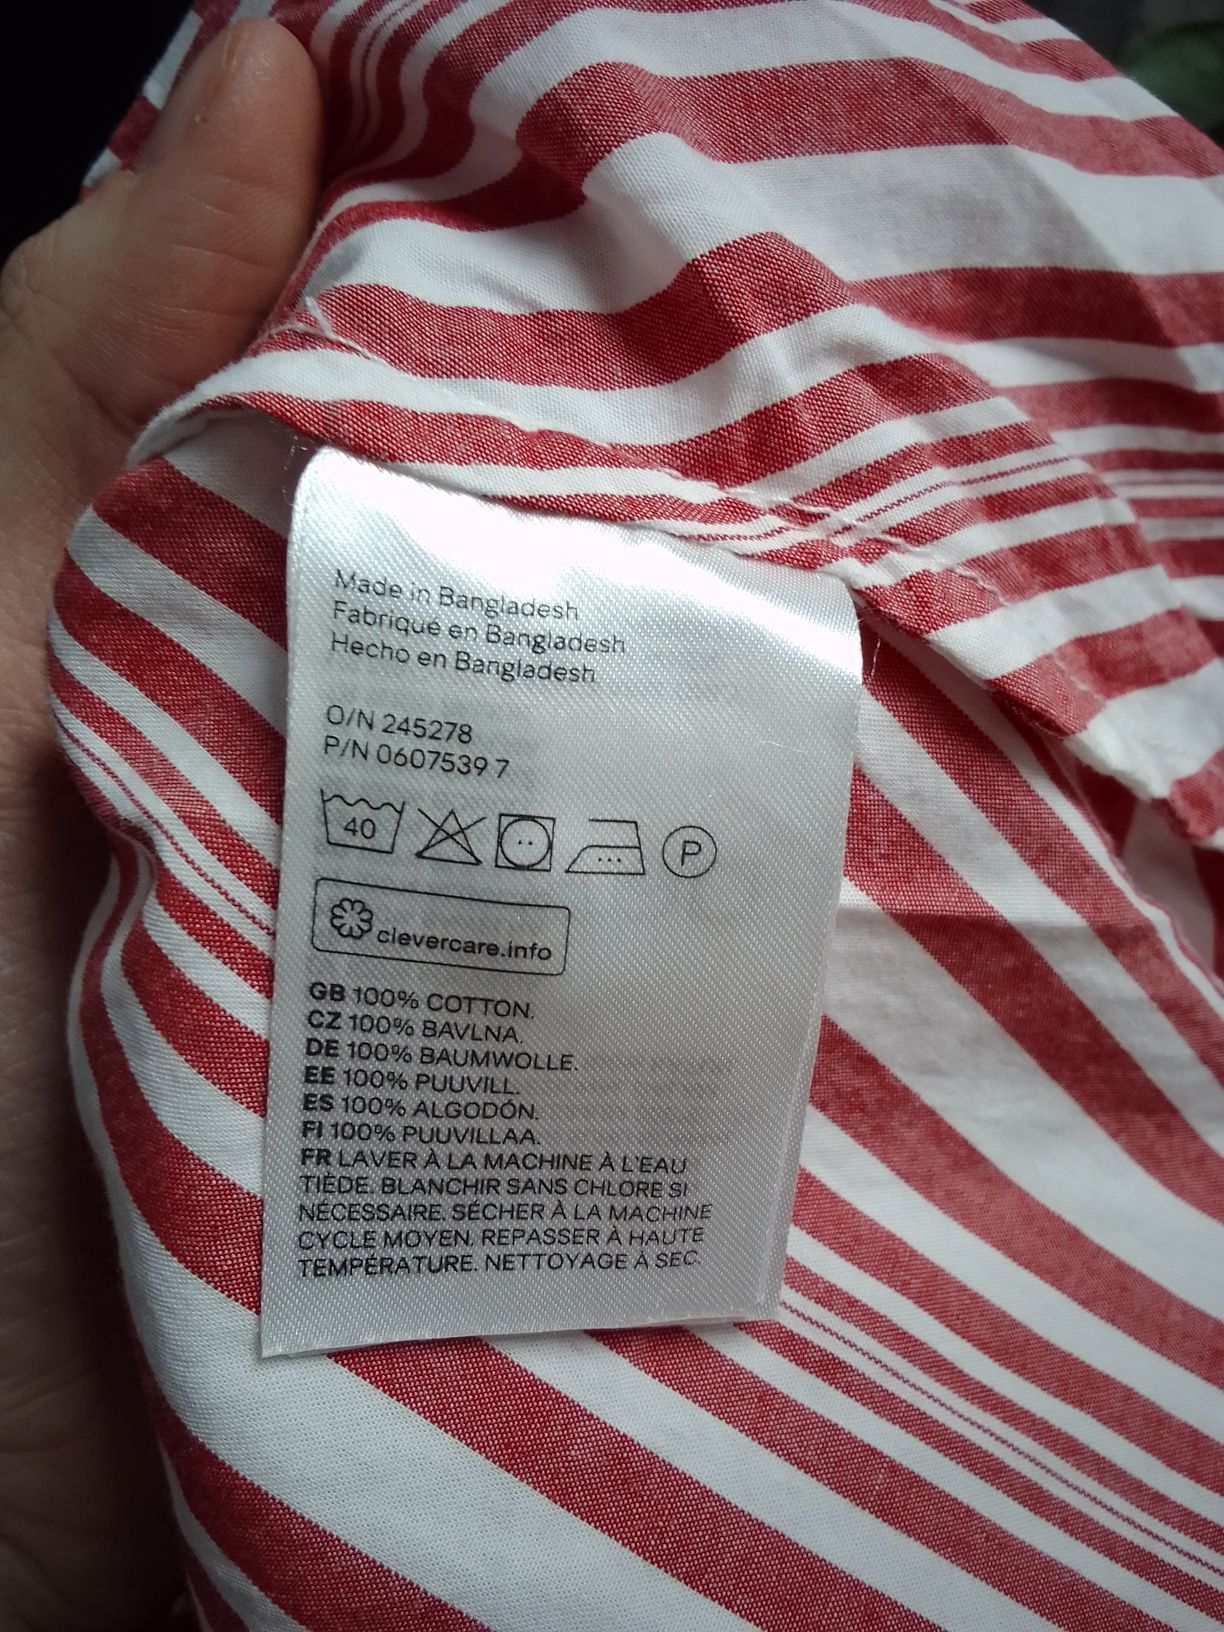 Made in Bangladesh
Fabriqué en Bangladesh
Hecho en Bangladesh
O/N 245278
P/N 0607539 7
40 P
clevercare.info
GB 100% COTTON.
CZ 100% BAVLNA.
DE 100% BAUMWOLLE.
EE 100% PUUVILL.
ES 100% ALGODÓN.
FI 100% PUUVILLAA.
FR LAVER À LA MACHINE À L'EAU
TIÈDE. BLANCHIR SANS CHLORE SI
NÉCESSAIRE. SÉCHER À LA MACHINE
CYCLE MOYEN. REPASSER À HAUTE
TEMPÉRATURE. NETTOYAGE À SEC.